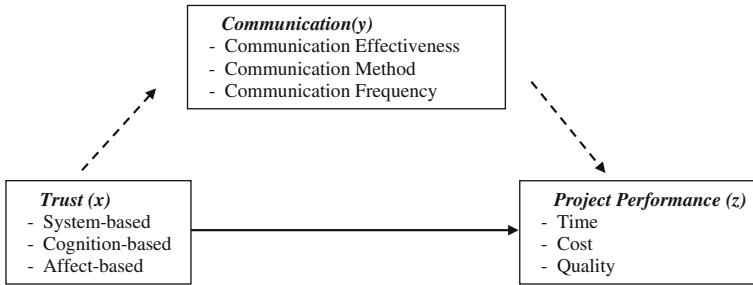 Communication(y)
- Communication Effectiveness
- Communication Method
- Communication Frequency
Trust (x)
- System-based
- Cognition-based
- Affect-based
Project Performance (z)
- Time
- Cost
- Quality